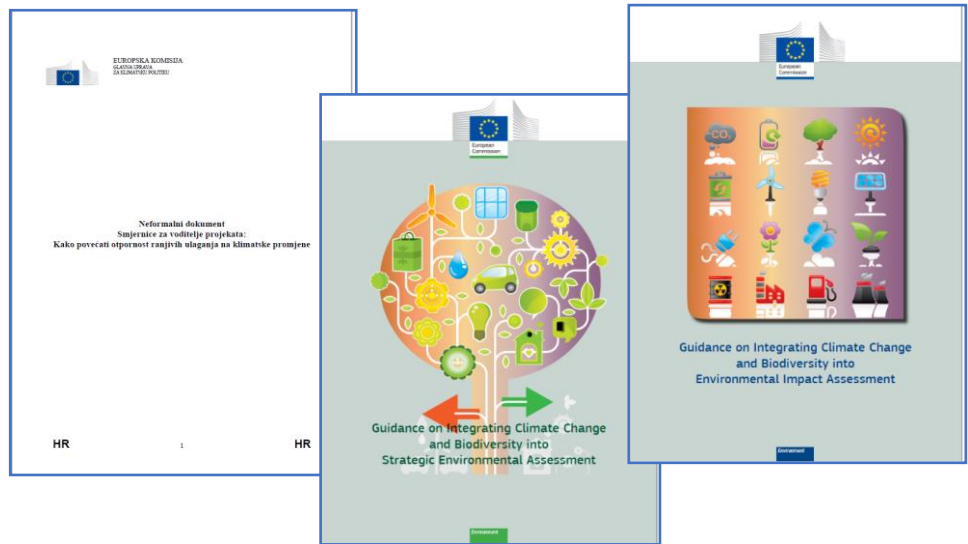 EUROPSKA KOMISIJA
GLAVNA UPRAVA
ZA KLIMATSKU POLITIKU
Neformalni dokument
Smjernice za voditelje projekata:
Kako povećati otpornost ranjivih ulaganja na klimatske promjene
HR
1
HR
European
Commission
Guidance on Integrating Climate Change
and Biodiversity into
Strategic Environmental Assessment
Environment
European
Commission
CO₂
Guidance on Integrating Climate Change
and Biodiversity into
Environmental Impact Assessment
Environment